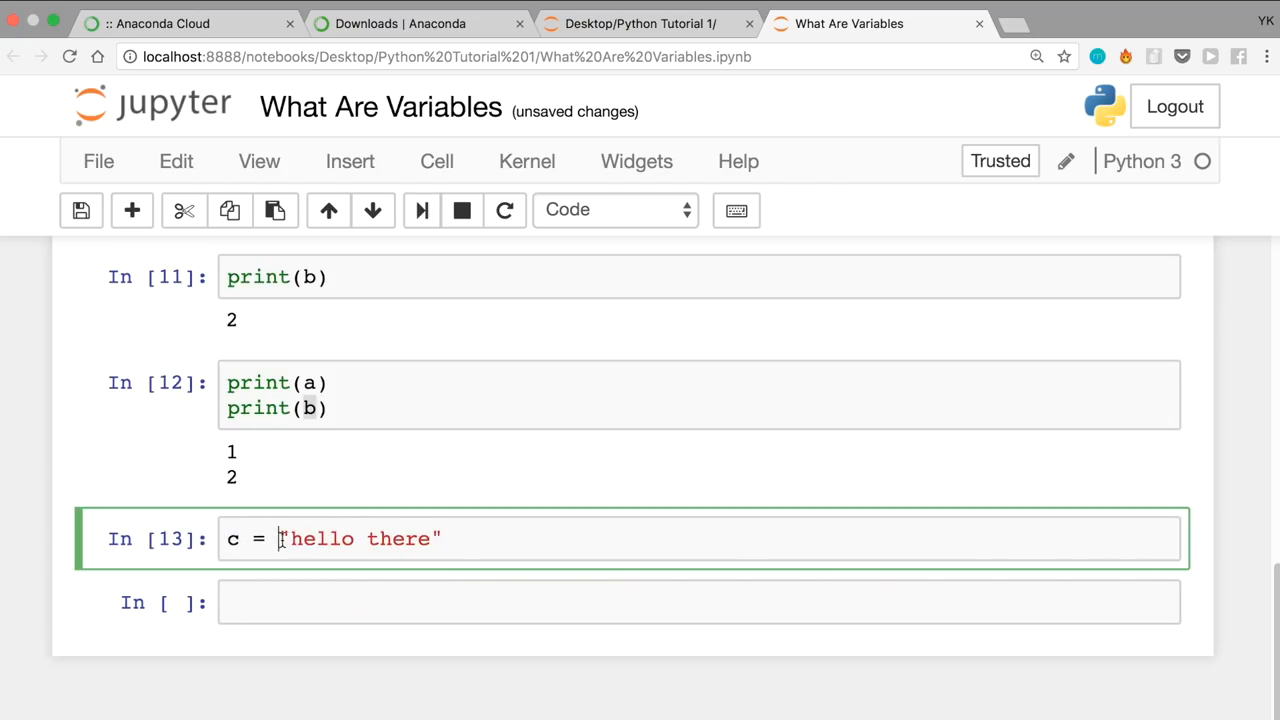 :: Anaconda Cloud
Downloads | Anaconda
Desktop/Python Tutorial 1/
What Are Variables
YK
localhost:8888/notebooks/Desktop/Python%20Tutorial%201/What%20Are%20Variables.ipynb
jupyter What Are Variables (unsaved changes)
Logout
File Edit View Insert Cell Kernel Widgets Help
Trusted
Python 3
Code
In [11]: print(b)
2
In [12]: print(a)
print(b)
1
2
In [13]: c = "hello there"
In [ ]: